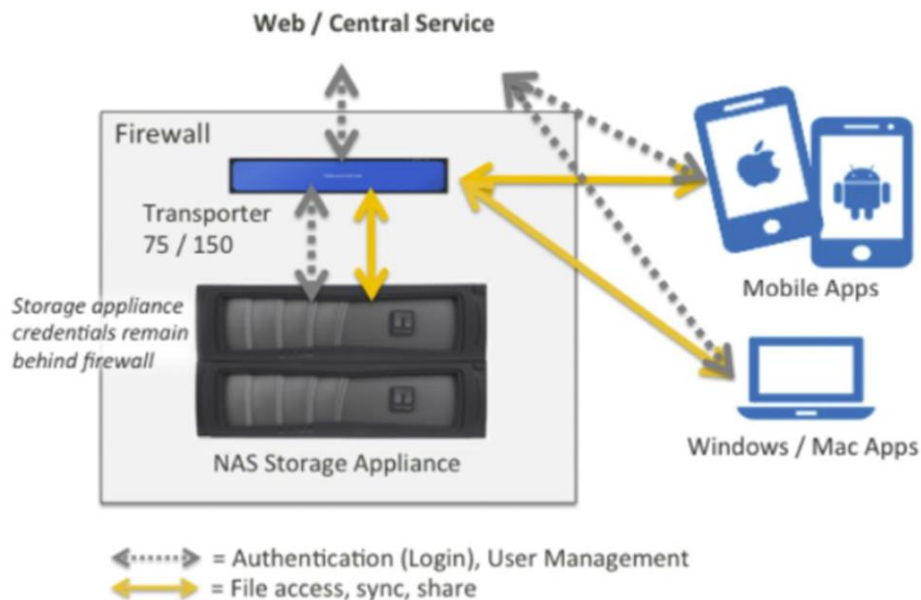 Web / Central Service
Firewall
Transporter
75 / 150
Storage appliance
credentials remain
behind firewall
NAS Storage Appliance
Mobile Apps
Windows / Mac Apps
= Authentication (Login), User Management
= File access, sync, share